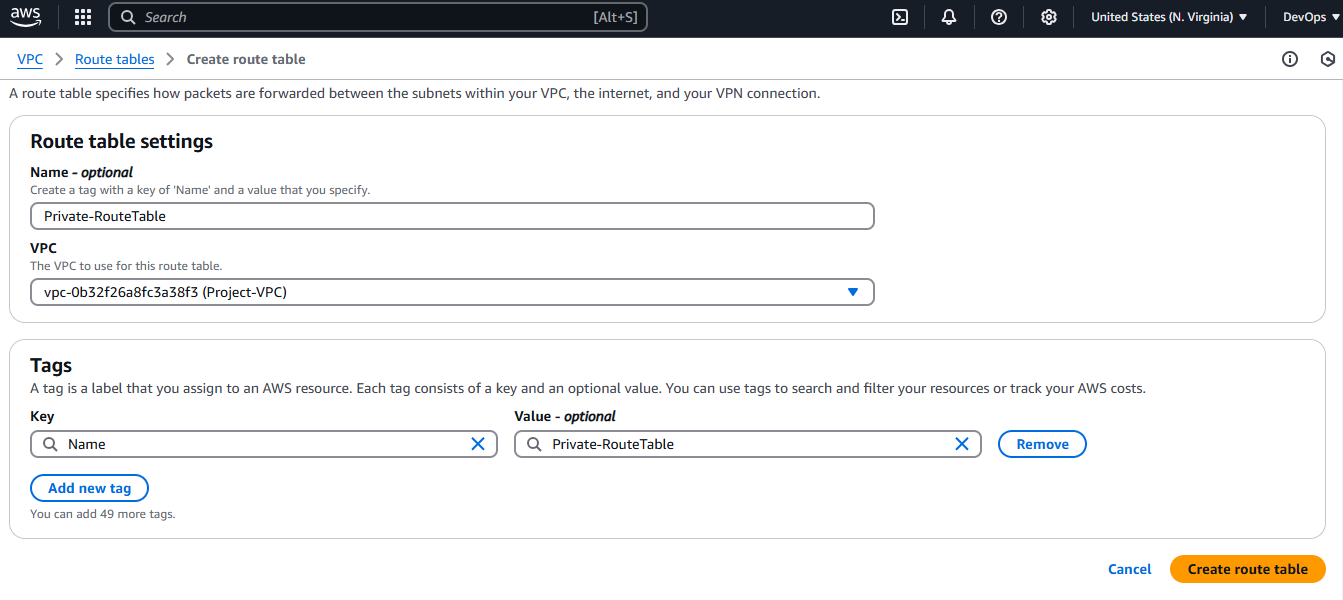 aws
Search [Alt+S] United States (N. Virginia) DevOps
VPC Route tables Create route table
A route table specifies how packets are forwarded between the subnets within your VPC, the internet, and your VPN connection.
Route table settings
Name - optional
Create a tag with a key of 'Name' and a value that you specify.
Private-RouteTable
VPC
The VPC to use for this route table.
vpc-0b32f26a8fc3a38f3 (Project-VPC)
Tags
A tag is a label that you assign to an AWS resource. Each tag consists of a key and an optional value. You can use tags to search and filter your resources or track your AWS costs.
Key Value - optional
Name Private-RouteTable Remove
Add new tag
You can add 49 more tags.
Cancel Create route table